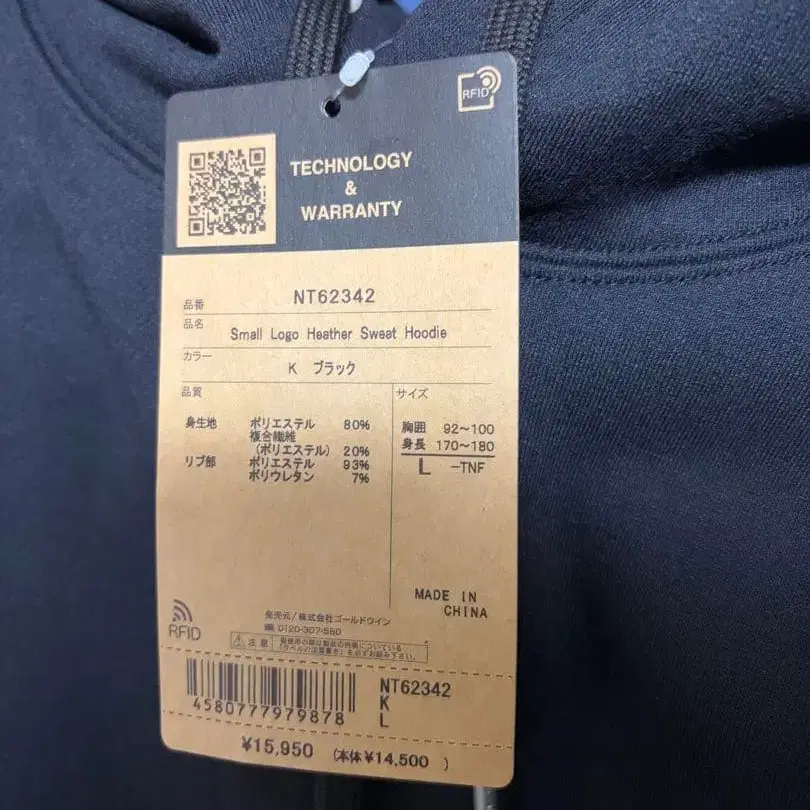 RFID
TECHNOLOGY
&
WARRANTY
品番 NT62342
品名 Small Logo Heather Sweat Hoodie
カラー K ブラック
品質
身生地 ポリエステル 80%
複合繊維
(ポリエステル) 20%
リブ部 ポリエステル 93%
ポリウレタン 7%
サイズ
胸囲 92~100
身長 170~180
L -TNF
MADE IN
CHINA
RFID
発売元/株式会社ゴールドウイン
0120-307-560
注意
4580777979878
NT62342
K
L
¥15,950 (本体¥14,500 )